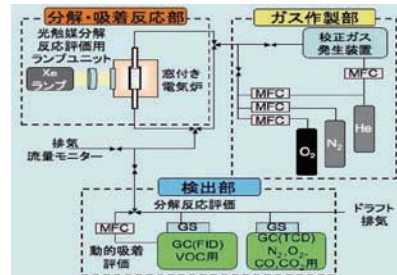 分解・吸着反応部
光触媒分解
反応評価用
ランプユニット
Xe
ランプ
窓付き
電気炉
ガス作製部
校正ガス
発生装置
MFC
MFC
MFC
MFC
O₂
N₂
He
排気
流量モニター
検出部
分解反応評価
ドラフト
排気
MFC
動的吸着
評価
GS
GC(FID)
VOC用
GS
GC(TCD)
N₂,O₂,
CO,CO₂用